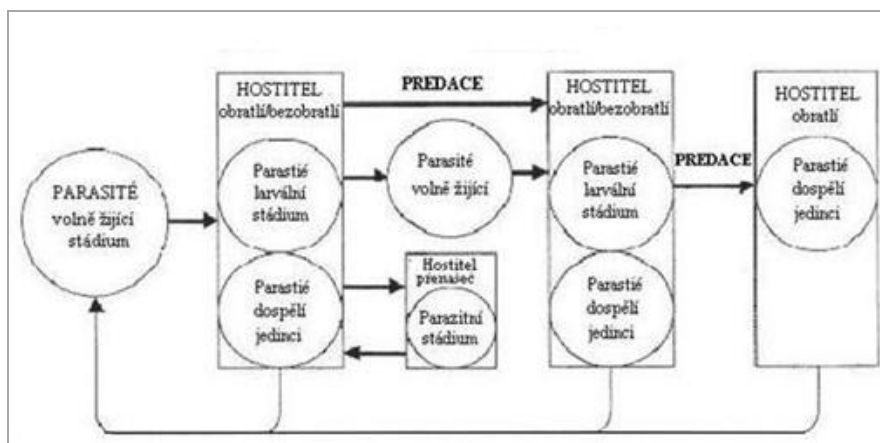 PARASITÉ
volně žijící
stádium
HOSTITEL
obratlí/bezobratlí
Parastié
larvální
stádium
Parastié
dospělí
jedinci
PREDACE
Parasité
volně žijící
Hostitel
přenašeč
Parazitní
stádium
HOSTITEL
obratlí/bezobratlí
Parastié
larvální
stádium
Parastié
dospělí
jedinci
PREDACE
HOSTITEL
obratlí
Parastié
dospělí
jedinci